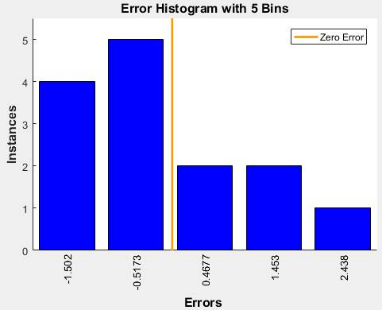 Error Histogram with 5 Bins
Zero Error
5
4
3
2
1
0
Instances
-1.502
-0.5173
0.4677
1.453
2.438
Errors